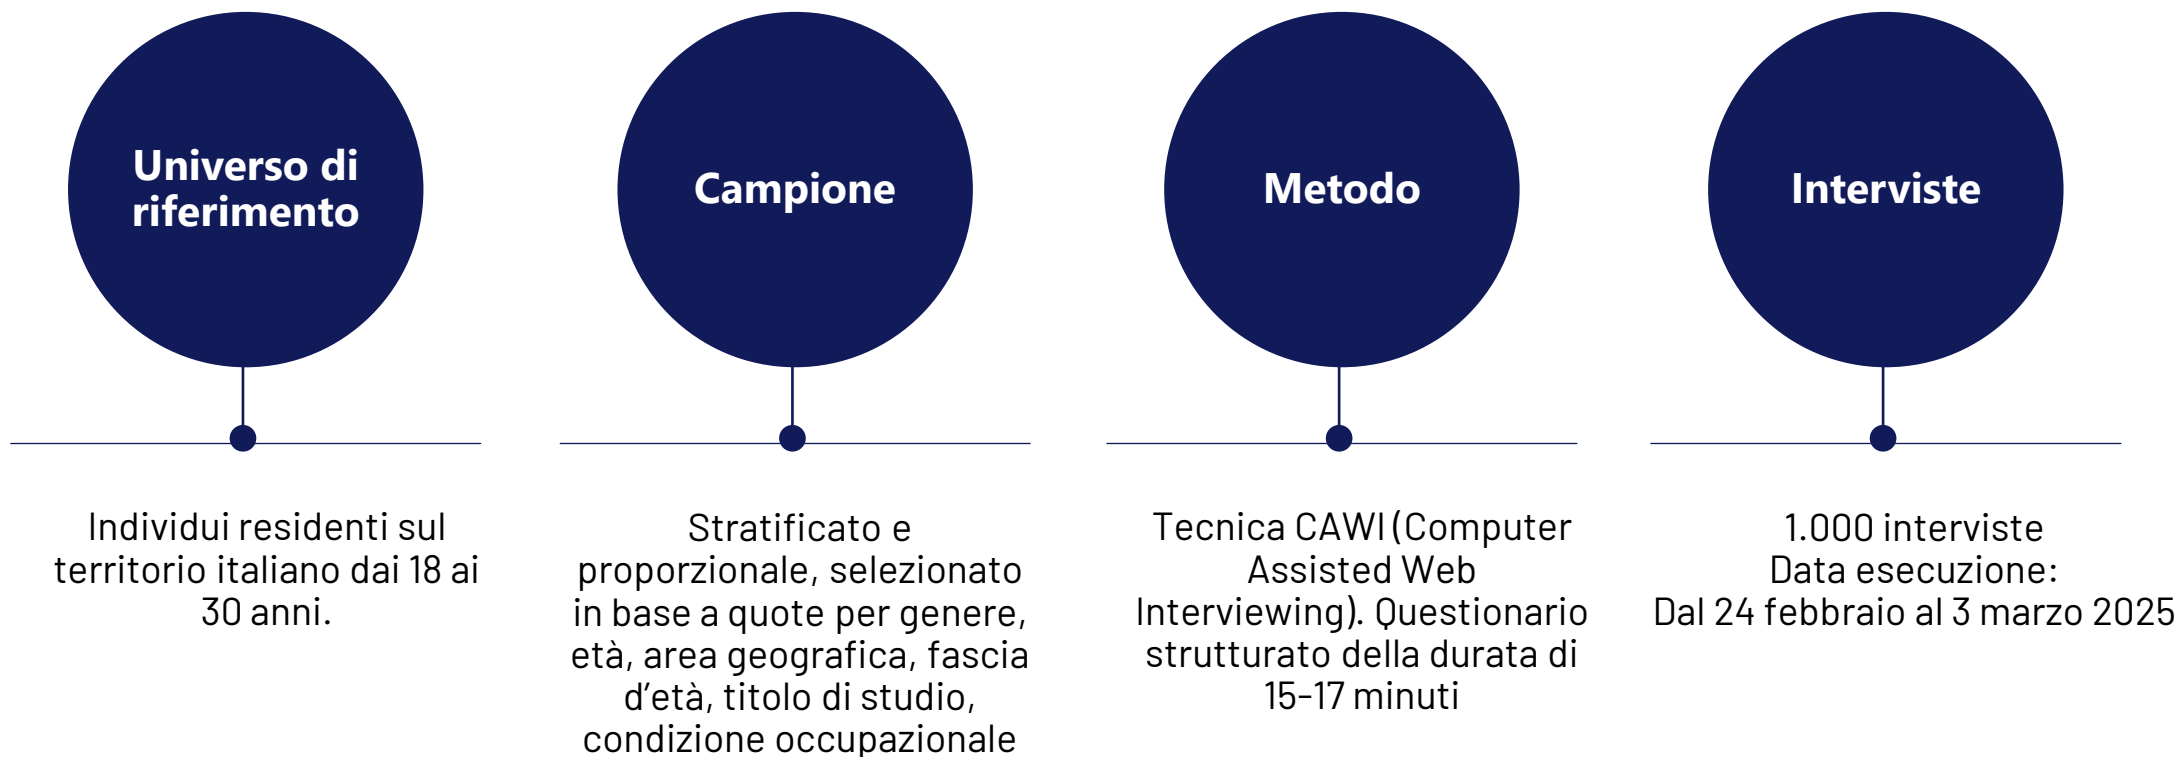 Universo di
riferimento
Campione
Metodo
Interviste
Individui residenti sul
territorio italiano dai 18 ai
30 anni.
Stratificato e
proporzionale, selezionato
in base a quote per genere,
età, area geografica, fascia
d’età, titolo di studio,
condizione occupazionale
Tecnica CAWI (Computer
Assisted Web
Interviewing). Questionario
strutturato della durata di
15-17 minuti
1.000 interviste
Data esecuzione:
Dal 24 febbraio al 3 marzo 2025